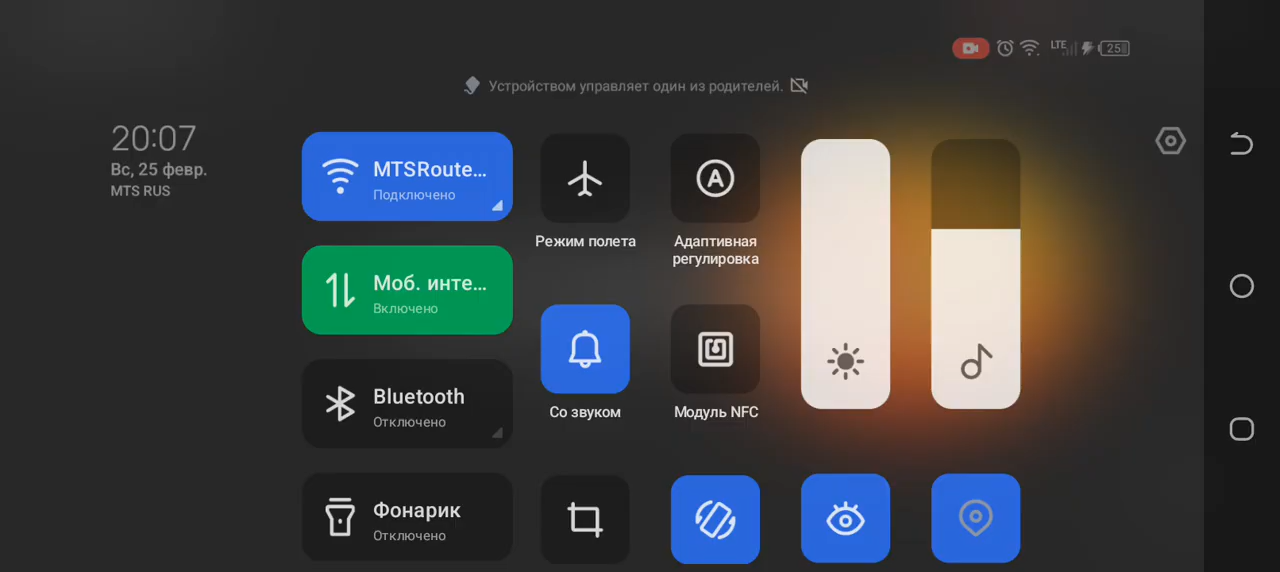 LTE 25
Устройством управляет один из родителей.
20:07
Вс, 25 февр.
MTS RUS
MTSRoute...
Подключено
Режим полета
Адаптивная
регулировка
Моб. инте...
Включено
Со звуком
Модуль NFC
Bluetooth
Отключено
Фонарик
Отключено